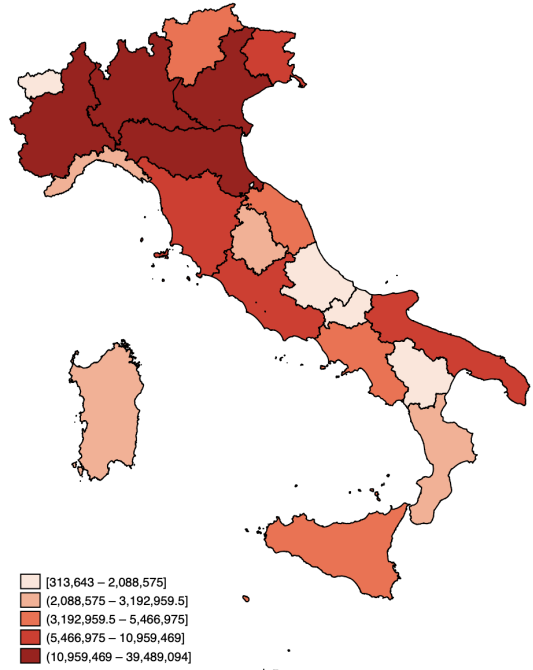 [313,643 – 2,088,575]
(2,088,575 – 3,192,959.5]
(3,192,959.5 – 5,466,975]
(5,466,975 – 10,959,469]
(10,959,469 – 39,489,094]